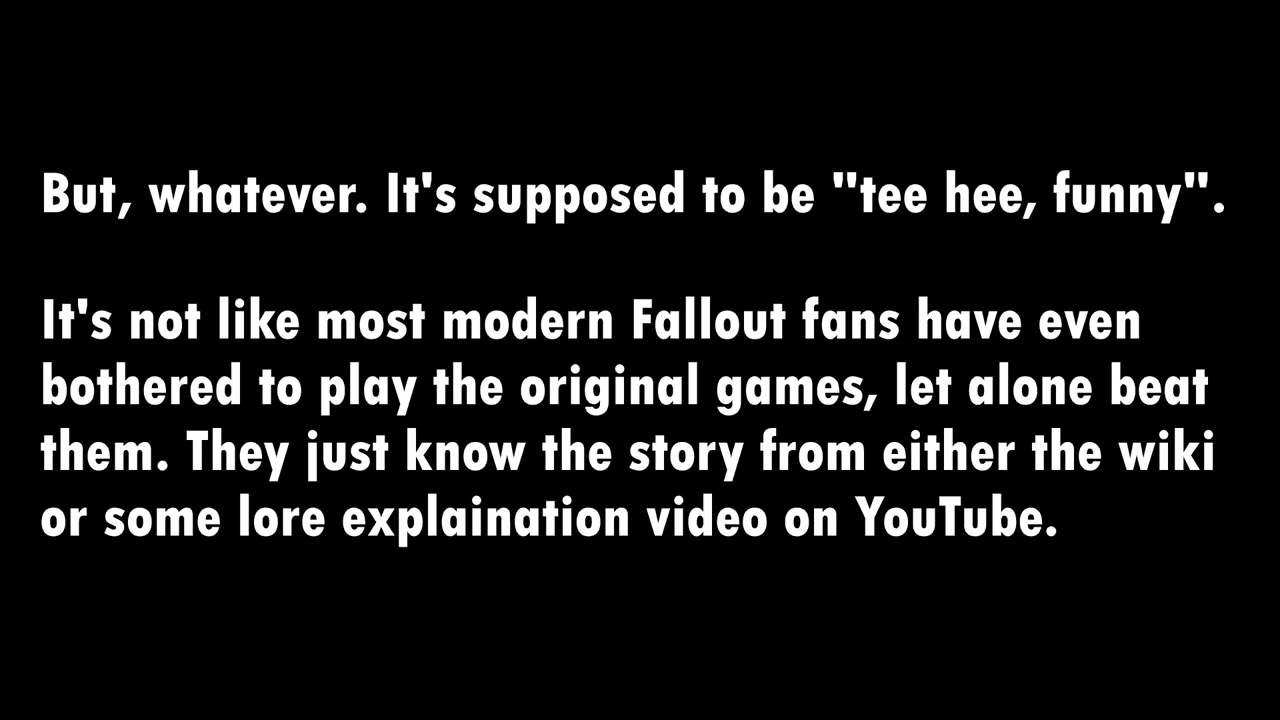 But, whatever. It's supposed to be "tee hee, funny".
It's not like most modern Fallout fans have even
bothered to play the original games, let alone beat
them. They just know the story from either the wiki
or some lore explaination video on YouTube.